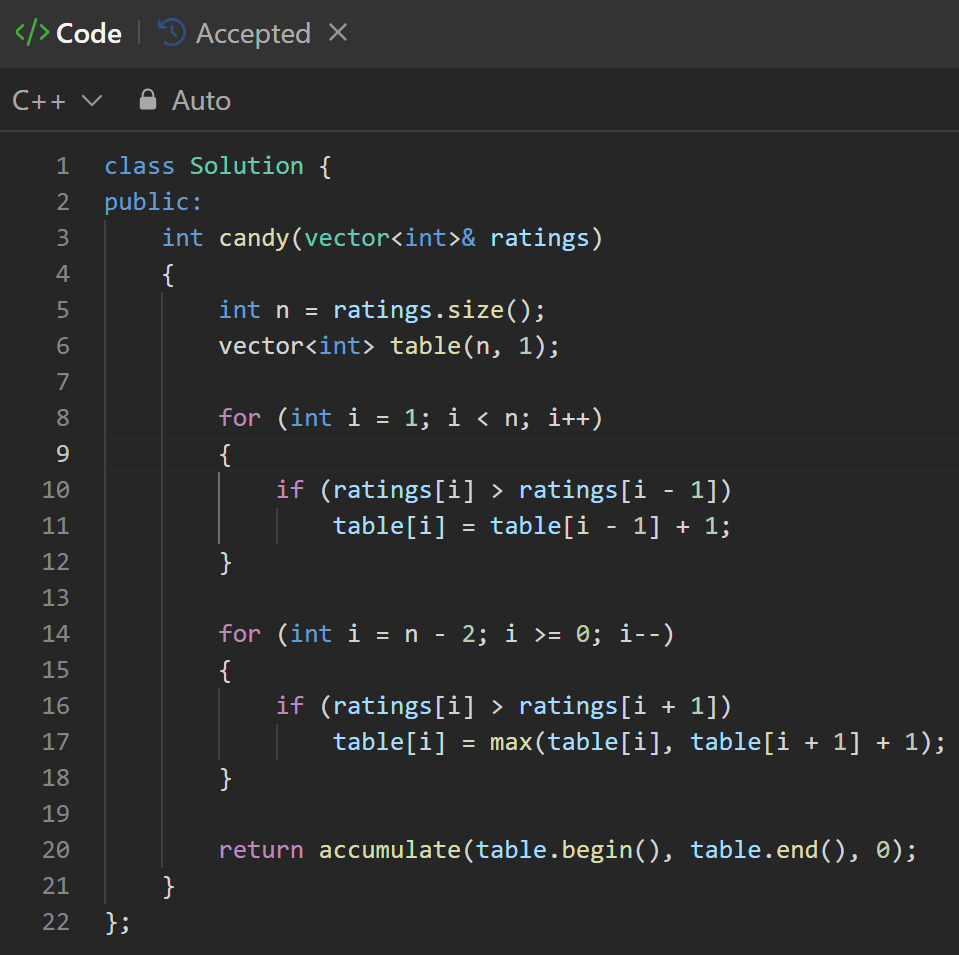 </> Code | Accepted ×
C++ Auto
1 class Solution {
2 public:
3     int candy(vector<int>& ratings)
4     {
5         int n = ratings.size();
6         vector<int> table(n, 1);
7
8         for (int i = 1; i < n; i++)
9         {
10             if (ratings[i] > ratings[i - 1])
11                 table[i] = table[i - 1] + 1;
12         }
13
14         for (int i = n - 2; i >= 0; i--)
15         {
16             if (ratings[i] > ratings[i + 1])
17                 table[i] = max(table[i], table[i + 1] + 1);
18         }
19
20         return accumulate(table.begin(), table.end(), 0);
21     }
22 };